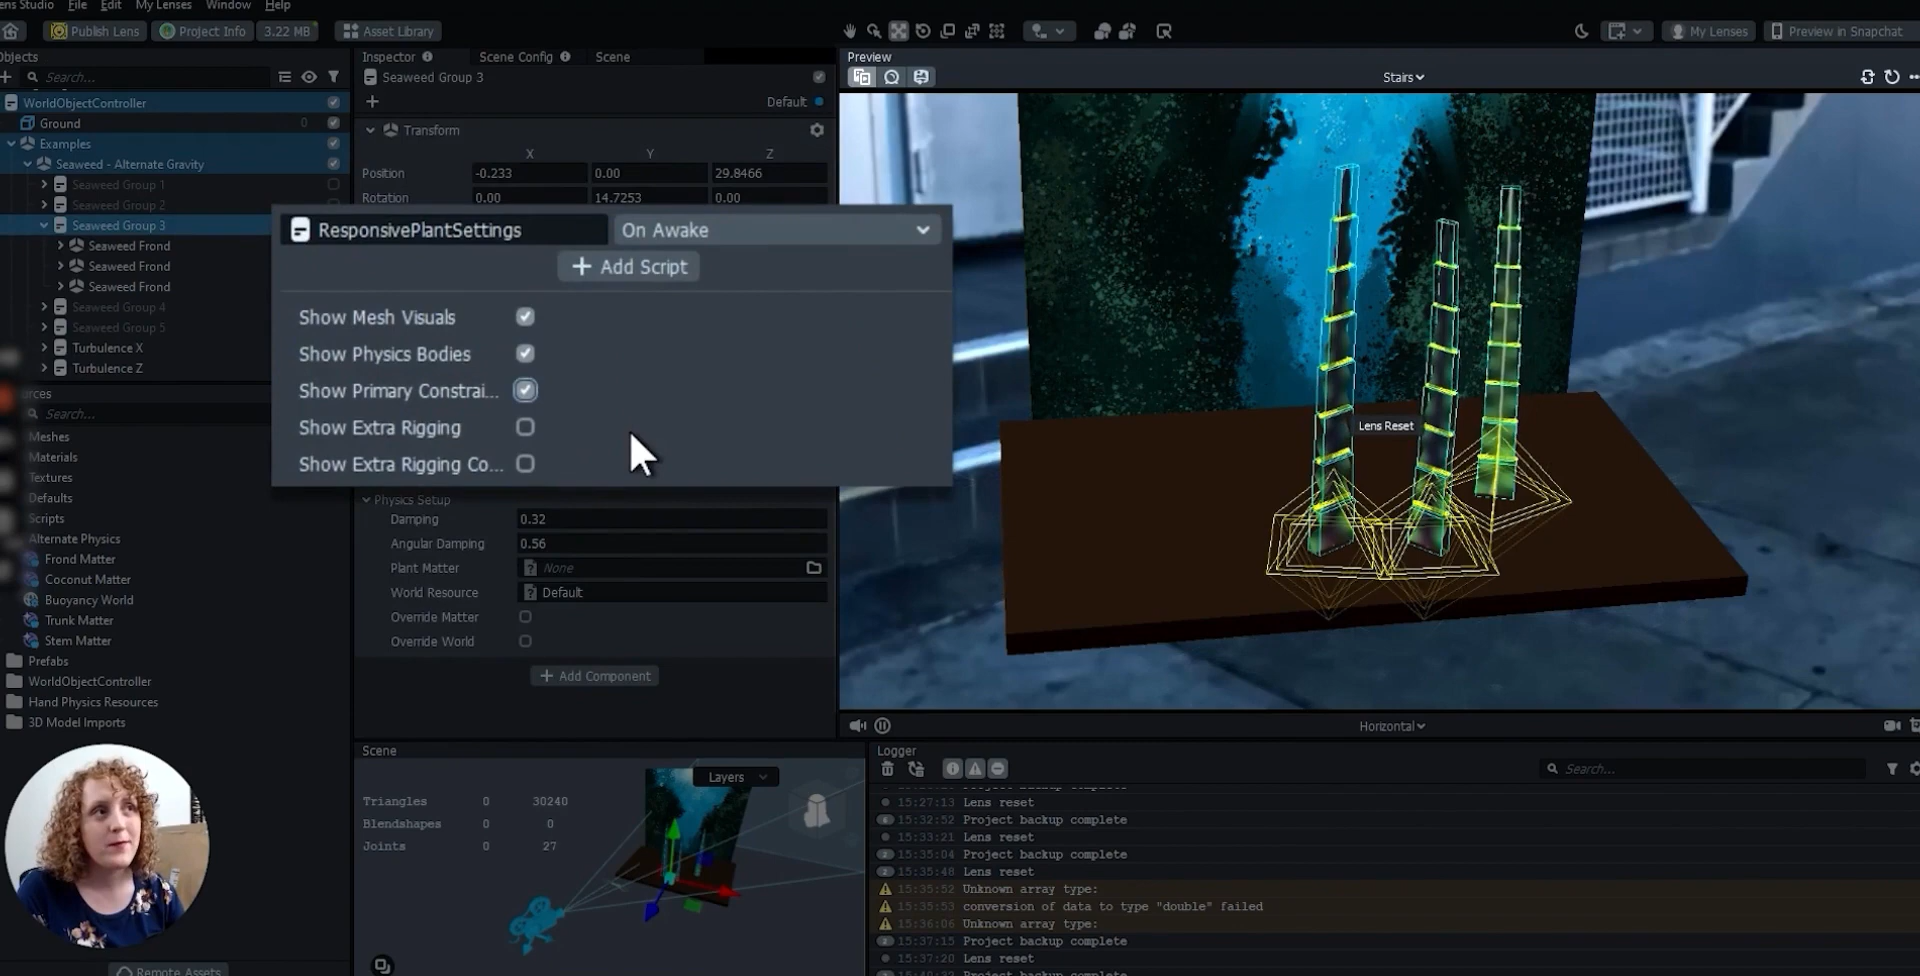 ens Studio File Edit My Lenses Window Help
Publish Lens Project Info 3.22 MB Asset Library My Lenses Preview in Snapchat
Objects
Search...
WorldObjectController
Ground 0
Examples
Seaweed - Alternate Gravity
Seaweed Group 1
Seaweed Group 2
Seaweed Group 3
Seaweed Frond
Seaweed Frond
Seaweed Frond
Seaweed Group 4
Seaweed Group 5
Turbulence X
Turbulence Z
rces
Search...
Meshes
Materials
Textures
Defaults
Scripts
Alternate Physics
Frond Matter
Coconut Matter
Buoyancy World
Trunk Matter
Stem Matter
Prefabs
WorldObjectController
Hand Physics Resources
3D Model Imports
Remote Assets
Inspector Scene Config Scene
Seaweed Group 3
Default
Transform
X Y Z
Position -0.233 0.00 29.8466
Rotation 0.00 14.7253 0.00
ResponsivePlantSettings On Awake
+ Add Script
Show Mesh Visuals
Show Physics Bodies
Show Primary Constrai...
Show Extra Rigging
Show Extra Rigging Co...
Physics Setup
Damping 0.32
Angular Damping 0.56
Plant Matter None
World Resource Default
Override Matter
Override World
+ Add Component
Preview
Stairs
Lens Reset
Horizontal
Scene
Layers
Triangles 0 30240
Blendshapes 0 0
Joints 0 27
Logger
Search...
15:27:13 Lens reset
15:32:52 Project backup complete
15:33:21 Lens reset
15:35:04 Project backup complete
15:35:48 Lens reset
15:35:52 Unknown array type:
15:35:53 conversion of data to type "double" failed
15:36:06 Unknown array type:
2 15:37:15 Project backup complete
15:37:20 Lens reset
Project backup complete